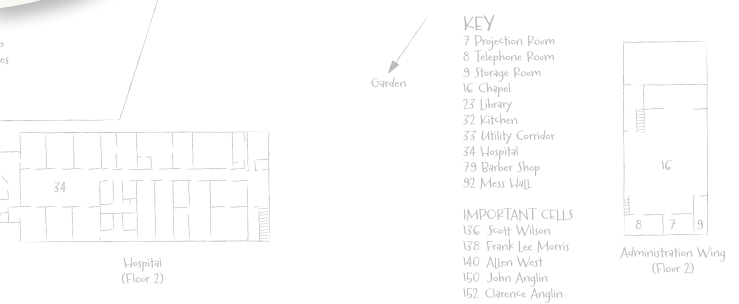 es
Garden
34
Hospital
(Floor 2)
KEY
7 Projection Room
8 Telephone Room
9 Storage Room
16 Chapel
23 Library
32 Kitchen
33 Utility Corridor
34 Hospital
79 Barber Shop
92 Mess Hall
IMPORTANT CELLS
136 Scott Wilson
138 Frank Lee Morris
140 Allen West
150 John Anglin
152 Clarence Anglin
16
8 7 9
Administration Wing
(Floor 2)